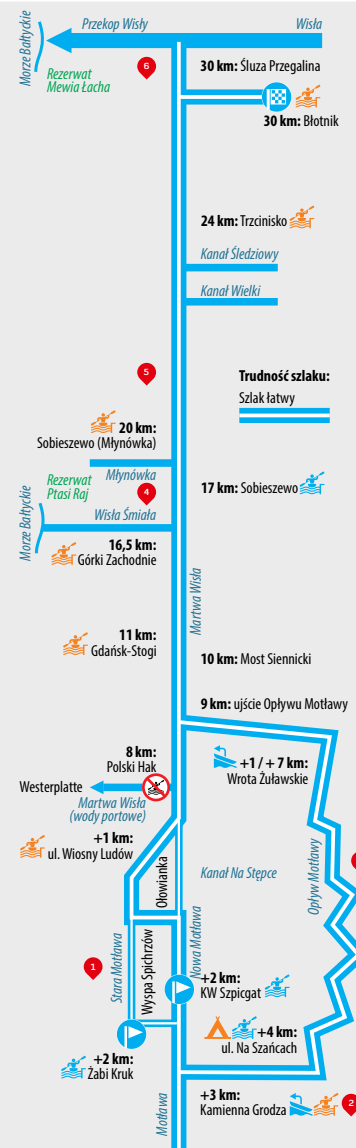 Morze Bałtyckie
Przekop Wisły
Wisła
Rezerwat
Mewia Łacha
6
30 km: Śluza Przegalina
30 km: Błotnik
24 km: Trzcinisko
Kanał Śledziowy
Kanał Wielki
5
Trudność szlaku:
Szlak łatwy
20 km:
Sobieszewo (Młynówka)
Młynówka
Rezerwat
Ptasi Raj
4
17 km: Sobieszewo
Morze Bałtyckie
Wisła Śmiała
16,5 km:
Górki Zachodnie
Martwa Wisła
11 km:
Gdańsk-Stogi
10 km: Most Siennicki
9 km: ujście Opływu Motławy
8 km:
Polski Hak
+1 / + 7 km:
Wrota Żuławskie
Westerplatte
Martwa Wisła
(wody portowe)
+1 km:
ul. Wiosny Ludów
Ołowianka
Kanał Na Stępce
Opływ Motławy
Stara Motława
Wyspa Spichrzów
Nowa Motława
1
+2 km:
KW Szpicgat
+4 km:
ul. Na Szańcach
+2 km:
Żabi Kruk
+3 km:
Kamienna Grodza
2
Motława